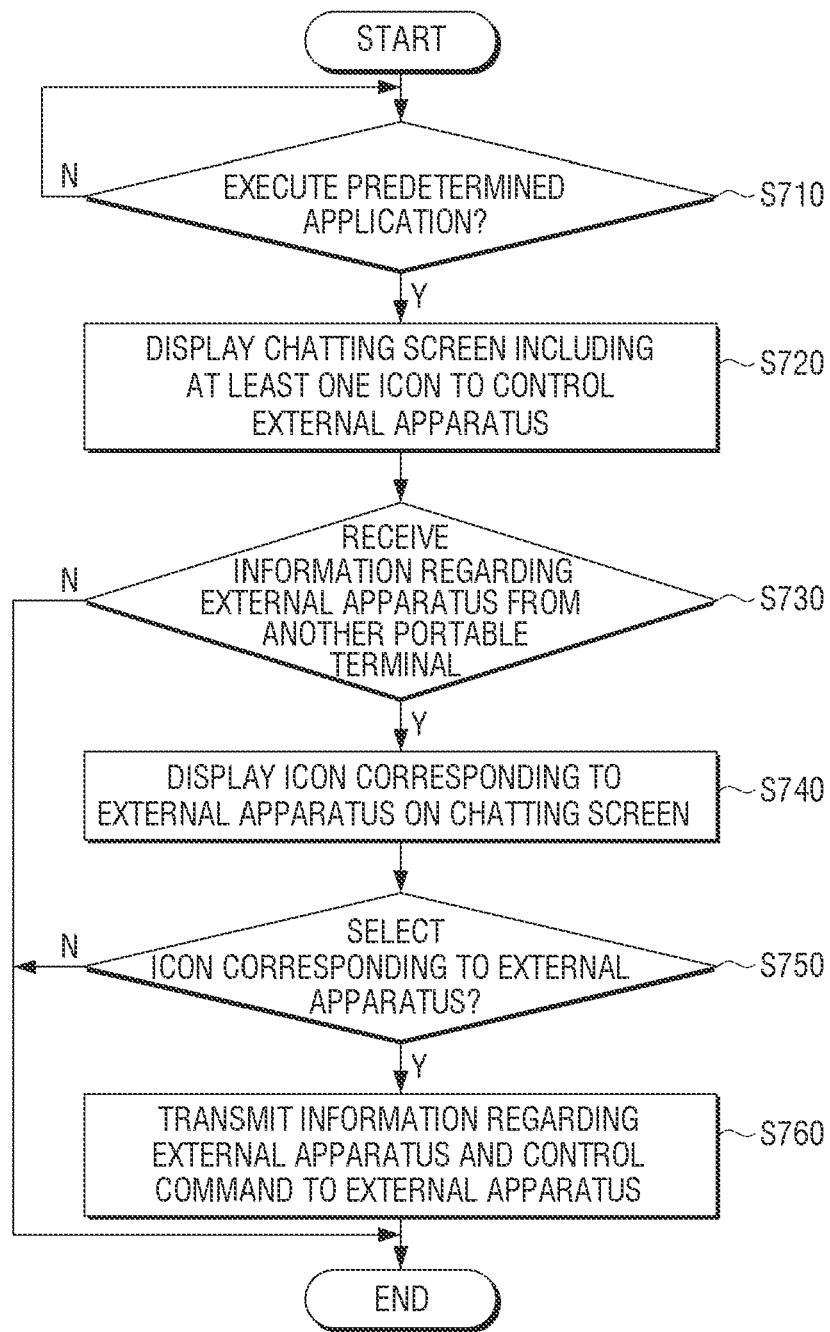 START
N
EXECUTE PREDETERMINED
APPLICATION?
S710
Y
DISPLAY CHATTING SCREEN INCLUDING
AT LEAST ONE ICON TO CONTROL
EXTERNAL APPARATUS
S720
RECEIVE
INFORMATION REGARDING
EXTERNAL APPARATUS FROM
ANOTHER PORTABLE
TERMINAL
N
S730
Y
DISPLAY ICON CORRESPONDING TO
EXTERNAL APPARATUS ON CHATTING SCREEN
S740
SELECT
ICON CORRESPONDING TO EXTERNAL
APPARATUS?
N
S750
Y
TRANSMIT INFORMATION REGARDING
EXTERNAL APPARATUS AND CONTROL
COMMAND TO EXTERNAL APPARATUS
S760
END